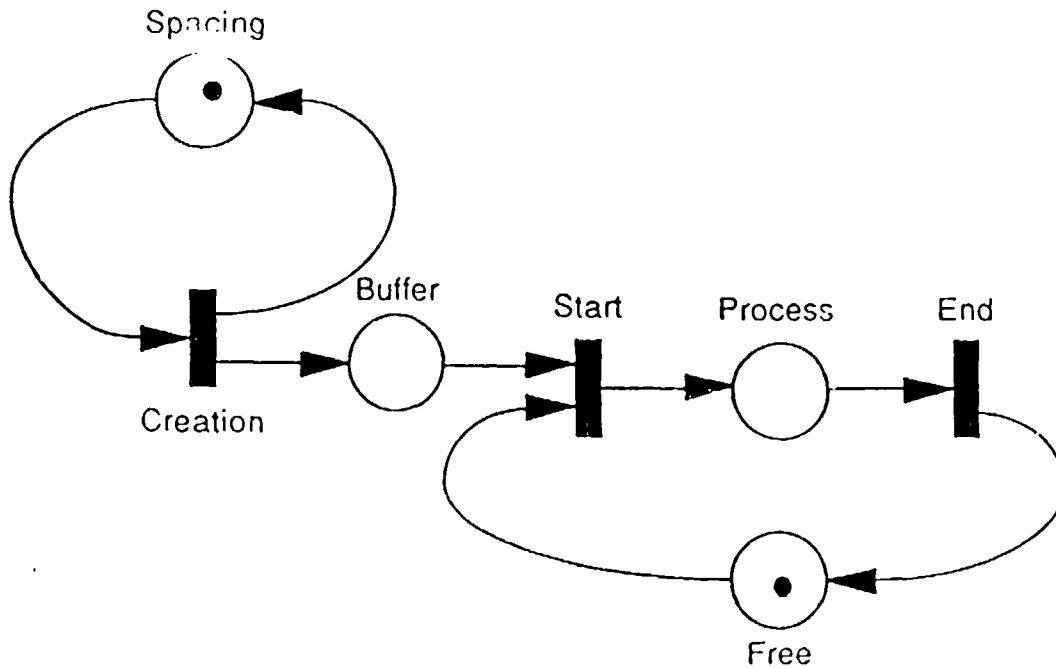 Spacing
Buffer
Start
Process
End
Creation
Free